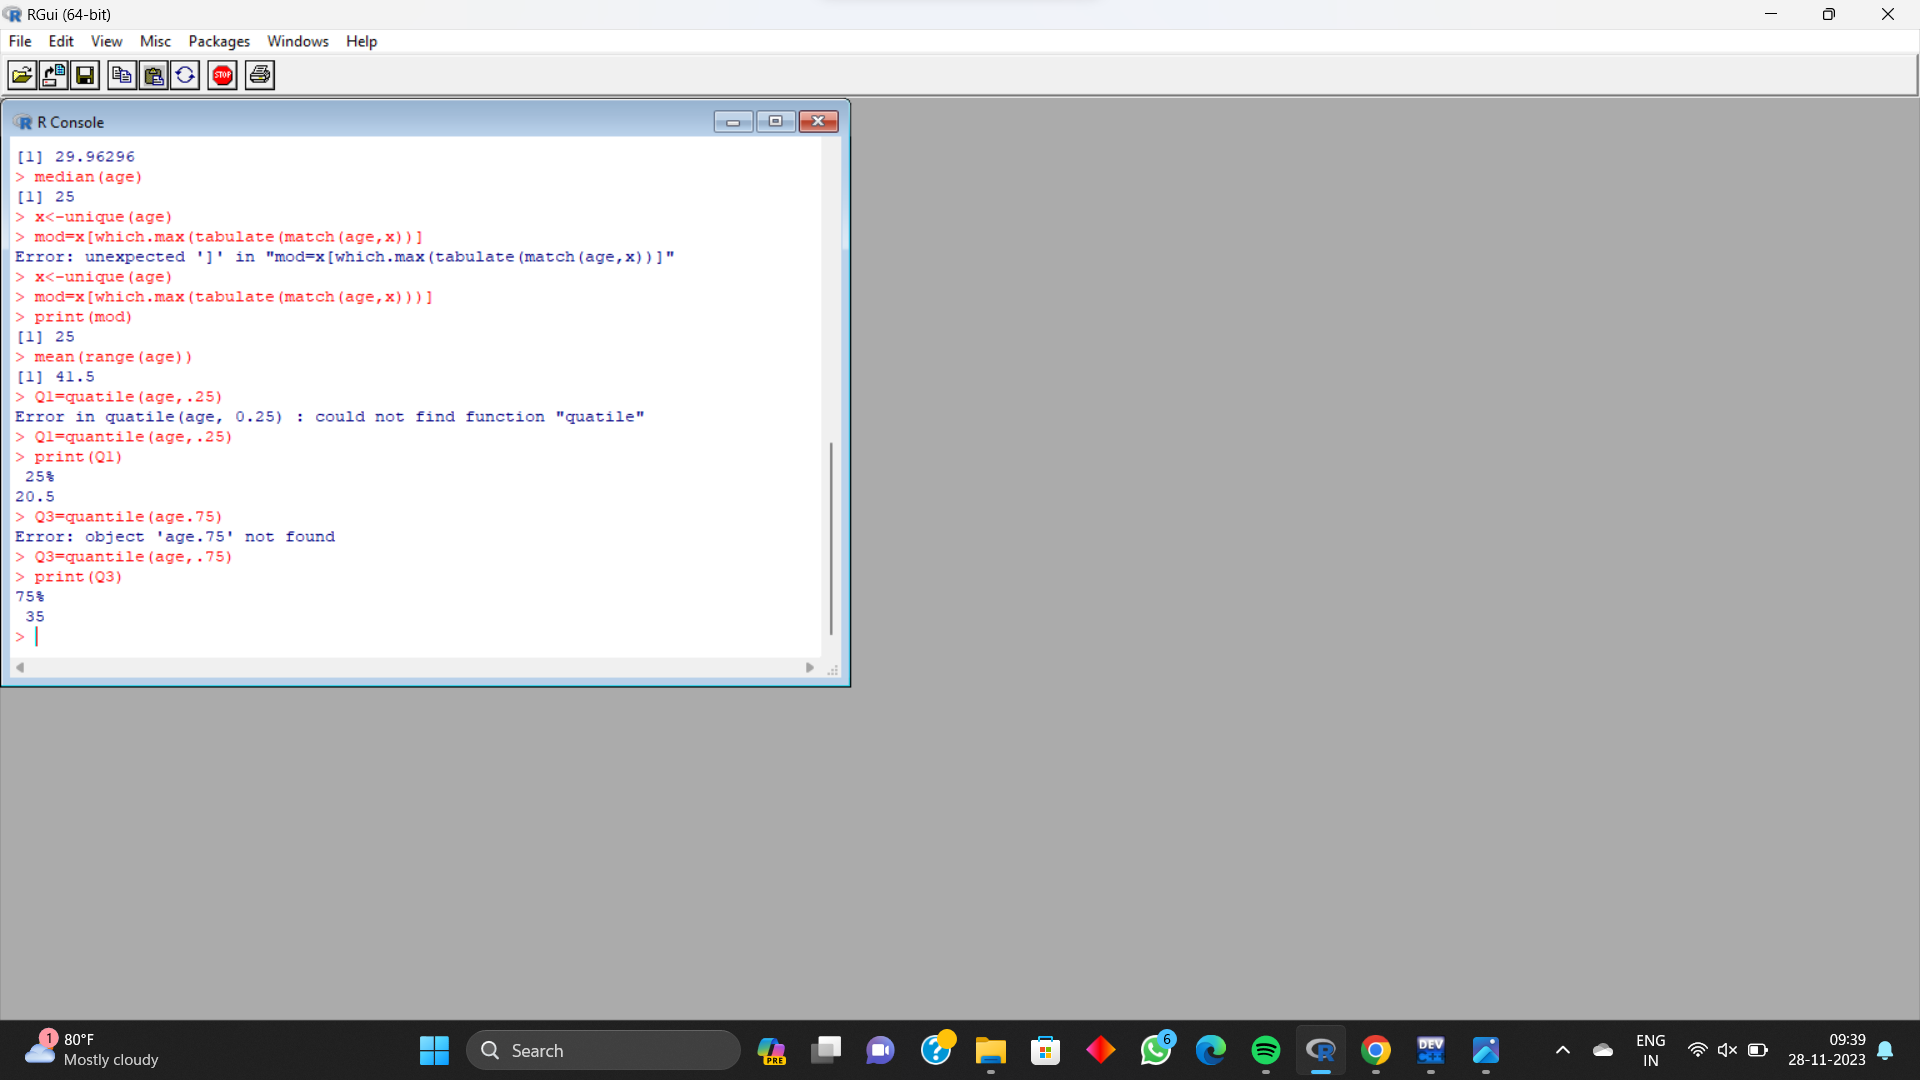 RGui (64-bit)
File Edit View Misc Packages Windows Help
STOP
R Console
[1] 29.96296
> median(age)
[1] 25
> x<-unique(age)
> mod=x[which.max(tabulate(match(age,x))]
Error: unexpected ']' in "mod=x[which.max(tabulate(match(age,x))]"
> x<-unique(age)
> mod=x[which.max(tabulate(match(age,x)))]
> print(mod)
[1] 25
> mean(range(age))
[1] 41.5
> Q1=quatile(age,.25)
Error in quatile(age, 0.25) : could not find function "quatile"
> Q1=quantile(age,.25)
> print(Q1)
 25%
20.5
> Q3=quantile(age.75)
Error: object 'age.75' not found
> Q3=quantile(age,.75)
> print(Q3)
75%
 35
>
1
80°F
Mostly cloudy
Search
PRE
6
DEV
C++
ENG
IN
09:39
28-11-2023